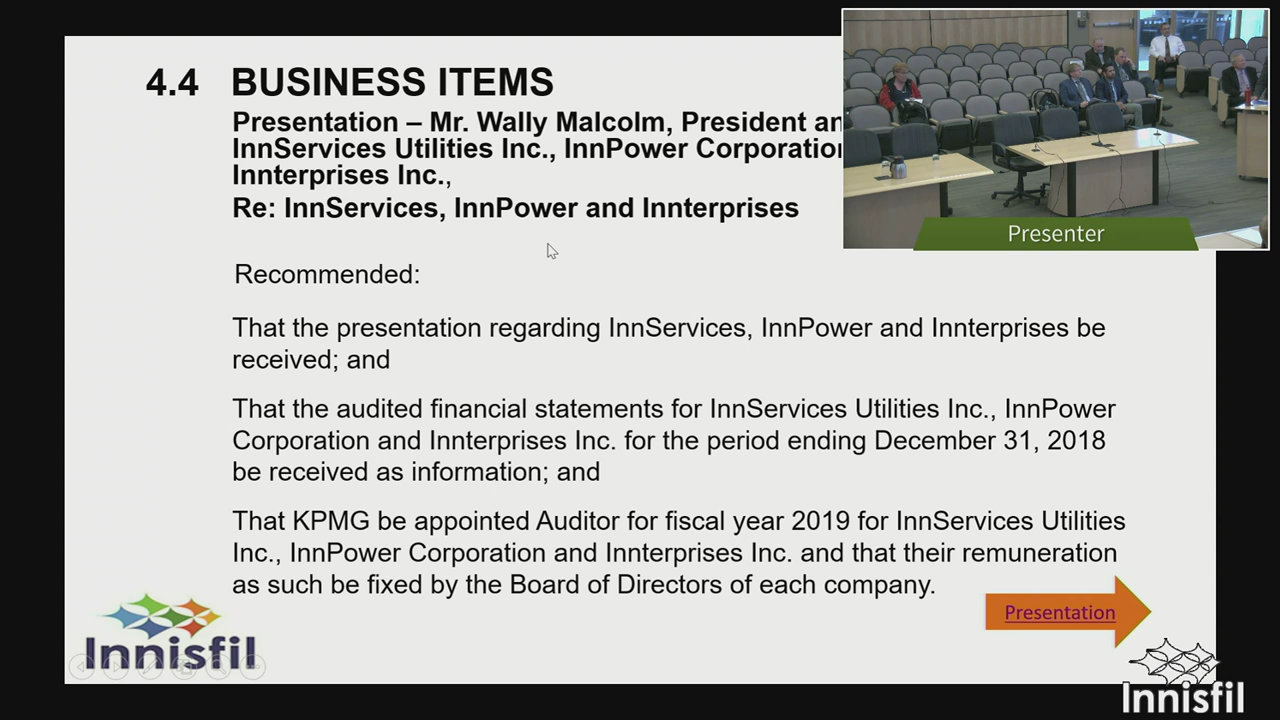 4.4 BUSINESS ITEMS
Presentation – Mr. Wally Malcolm, President an
InnServices Utilities Inc., InnPower Corporation
Innterprises Inc.,
Re: InnServices, InnPower and Innterprises
Presenter
Recommended:
That the presentation regarding InnServices, InnPower and Innterprises be
received; and
That the audited financial statements for InnServices Utilities Inc., InnPower
Corporation and Innterprises Inc. for the period ending December 31, 2018
be received as information; and
That KPMG be appointed Auditor for fiscal year 2019 for InnServices Utilities
Inc., InnPower Corporation and Innterprises Inc. and that their remuneration
as such be fixed by the Board of Directors of each company.
Presentation
Innisfil
Innisfil